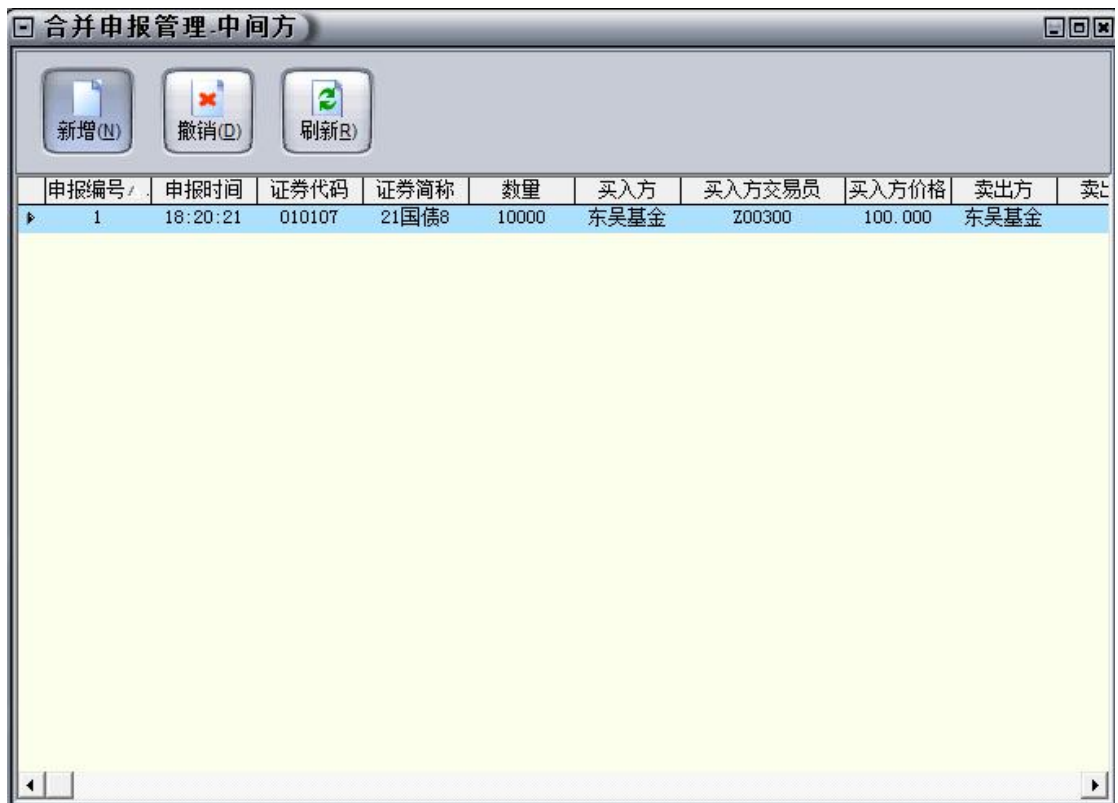 合并申报管理-中间方
新增(N) 撤销(D) 刷新R)
申报编号 申报时间 证券代码 证券简称 数量 买入方 买入方交易员 买入方价格 卖出方
1 18:20:21 010107 21国债8 10000 东吴基金 Z00300 100.000 东吴基金